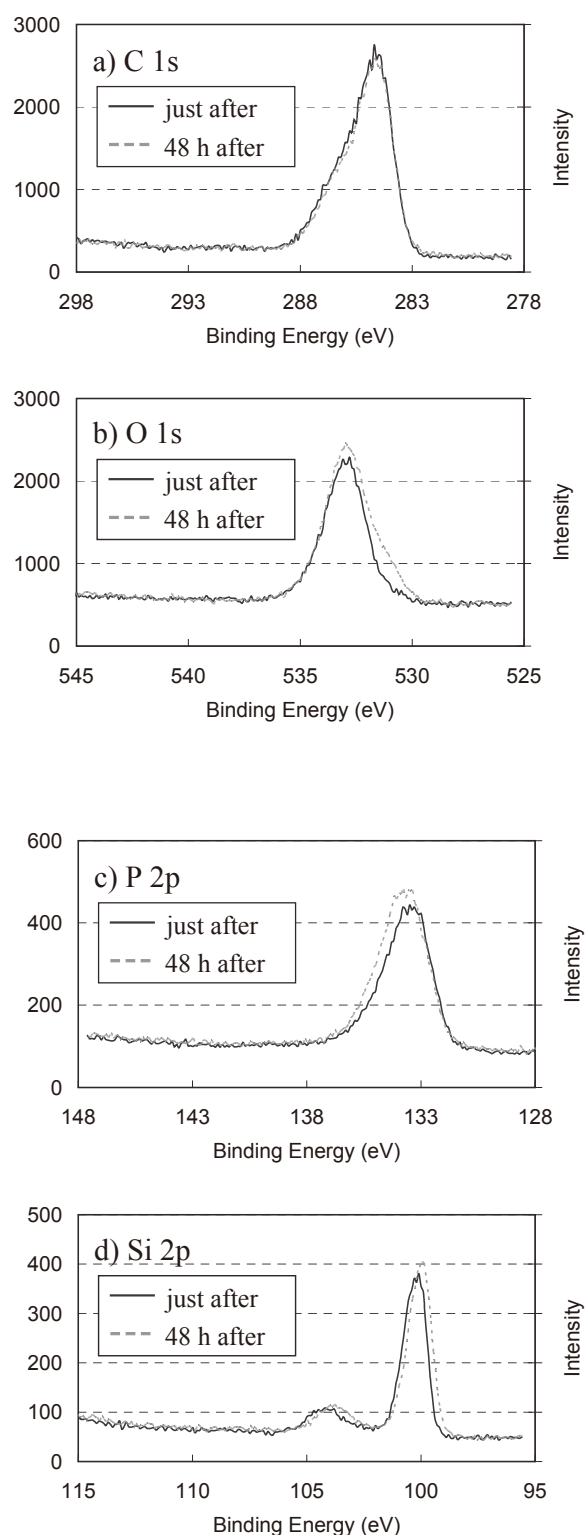 3000
a) C 1s
just after
48 h after
2000
1000
0
298 293 288 283 278
Binding Energy (eV)
Intensity
3000
b) O 1s
just after
48 h after
2000
1000
0
545 540 535 530 525
Binding Energy (eV)
Intensity
600
c) P 2p
just after
48 h after
400
200
0
148 143 138 133 128
Binding Energy (eV)
Intensity
500
d) Si 2p
400
just after
48 h after
300
200
100
0
115 110 105 100 95
Binding Energy (eV)
Intensity